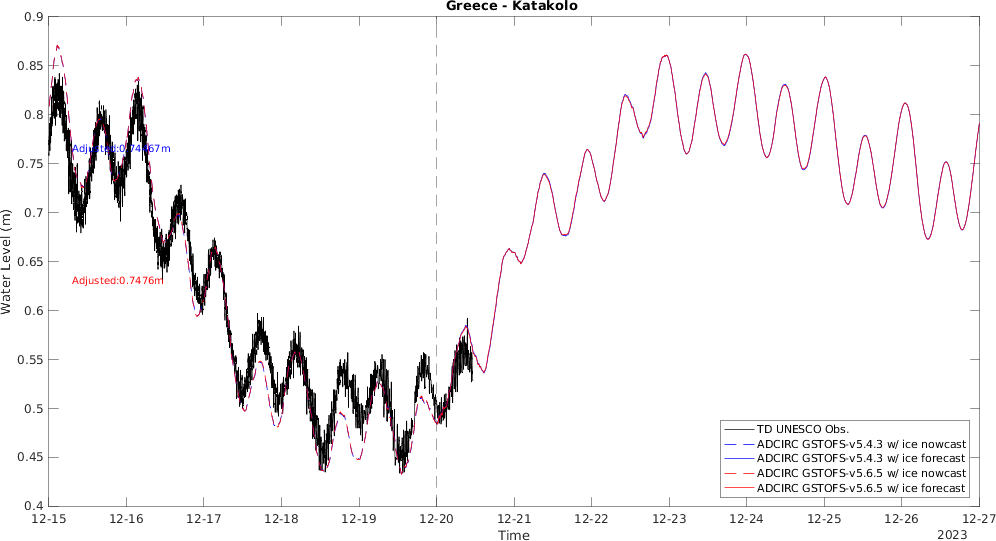 Greece - Katakolo
0.9
0.85
0.8
0.75
0.7
0.65
0.6
0.55
0.5
0.45
0.4
Water Level (m)
Adjusted:0.7476m
TD UNESCO Obs.
ADCIRC GSTOFS-v5.4.3 w/ ice nowcast
ADCIRC GSTOFS-v5.4.3 w/ ice forecast
ADCIRC GSTOFS-v5.6.5 w/ ice nowcast
ADCIRC GSTOFS-v5.6.5 w/ ice forecast
12-15 12-16 12-17 12-18 12-19 12-20 12-21 12-22 12-23 12-24 12-25 12-26 12-27
Time
2023